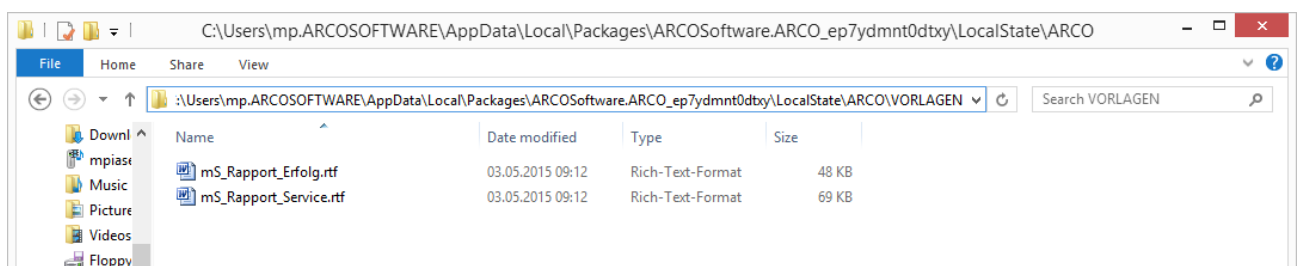 C:\Users\mp.ARCOSOFTWARE\AppData\Local\Packages\ARCOSoftware.ARCO_ep7ydmnt0dtxy\LocalState\ARCO
File Home Share View
:\Users\mp.ARCOSOFTWARE\AppData\Local\Packages\ARCOSoftware.ARCO_ep7ydmnt0dtxy\LocalState\ARCO\VORLAGEN Search VORLAGEN
Downl Name Date modified Type Size
mpiase mS_Rapport_Erfolg.rtf 03.05.2015 09:12 Rich-Text-Format 48 KB
Music mS_Rapport_Service.rtf 03.05.2015 09:12 Rich-Text-Format 69 KB
Picture
Videos
Floppy